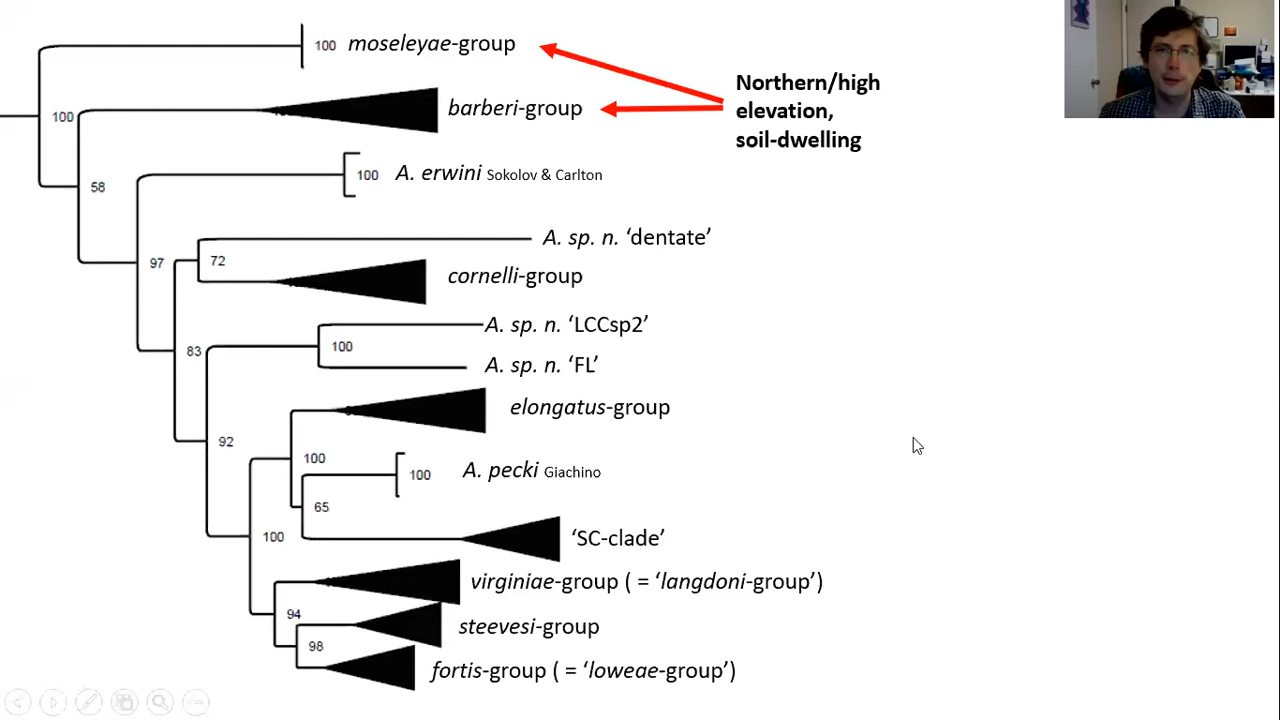 100 moseleyae-group
Northern/high
elevation,
soil-dwelling
100
barberi-group
58
100 A. erwini Sokolov & Carlton
A. sp. n. ‘dentate’
97
72
cornelli-group
A. sp. n. ‘LCCsp2’
83
100
A. sp. n. ‘FL’
elongatus-group
92
100
100
A. pecki Giachino
65
100
‘SC-clade’
virginiae-group ( = ‘langdoni-group’)
94
steevesi-group
98
fortis-group ( = ‘loweae-group’)